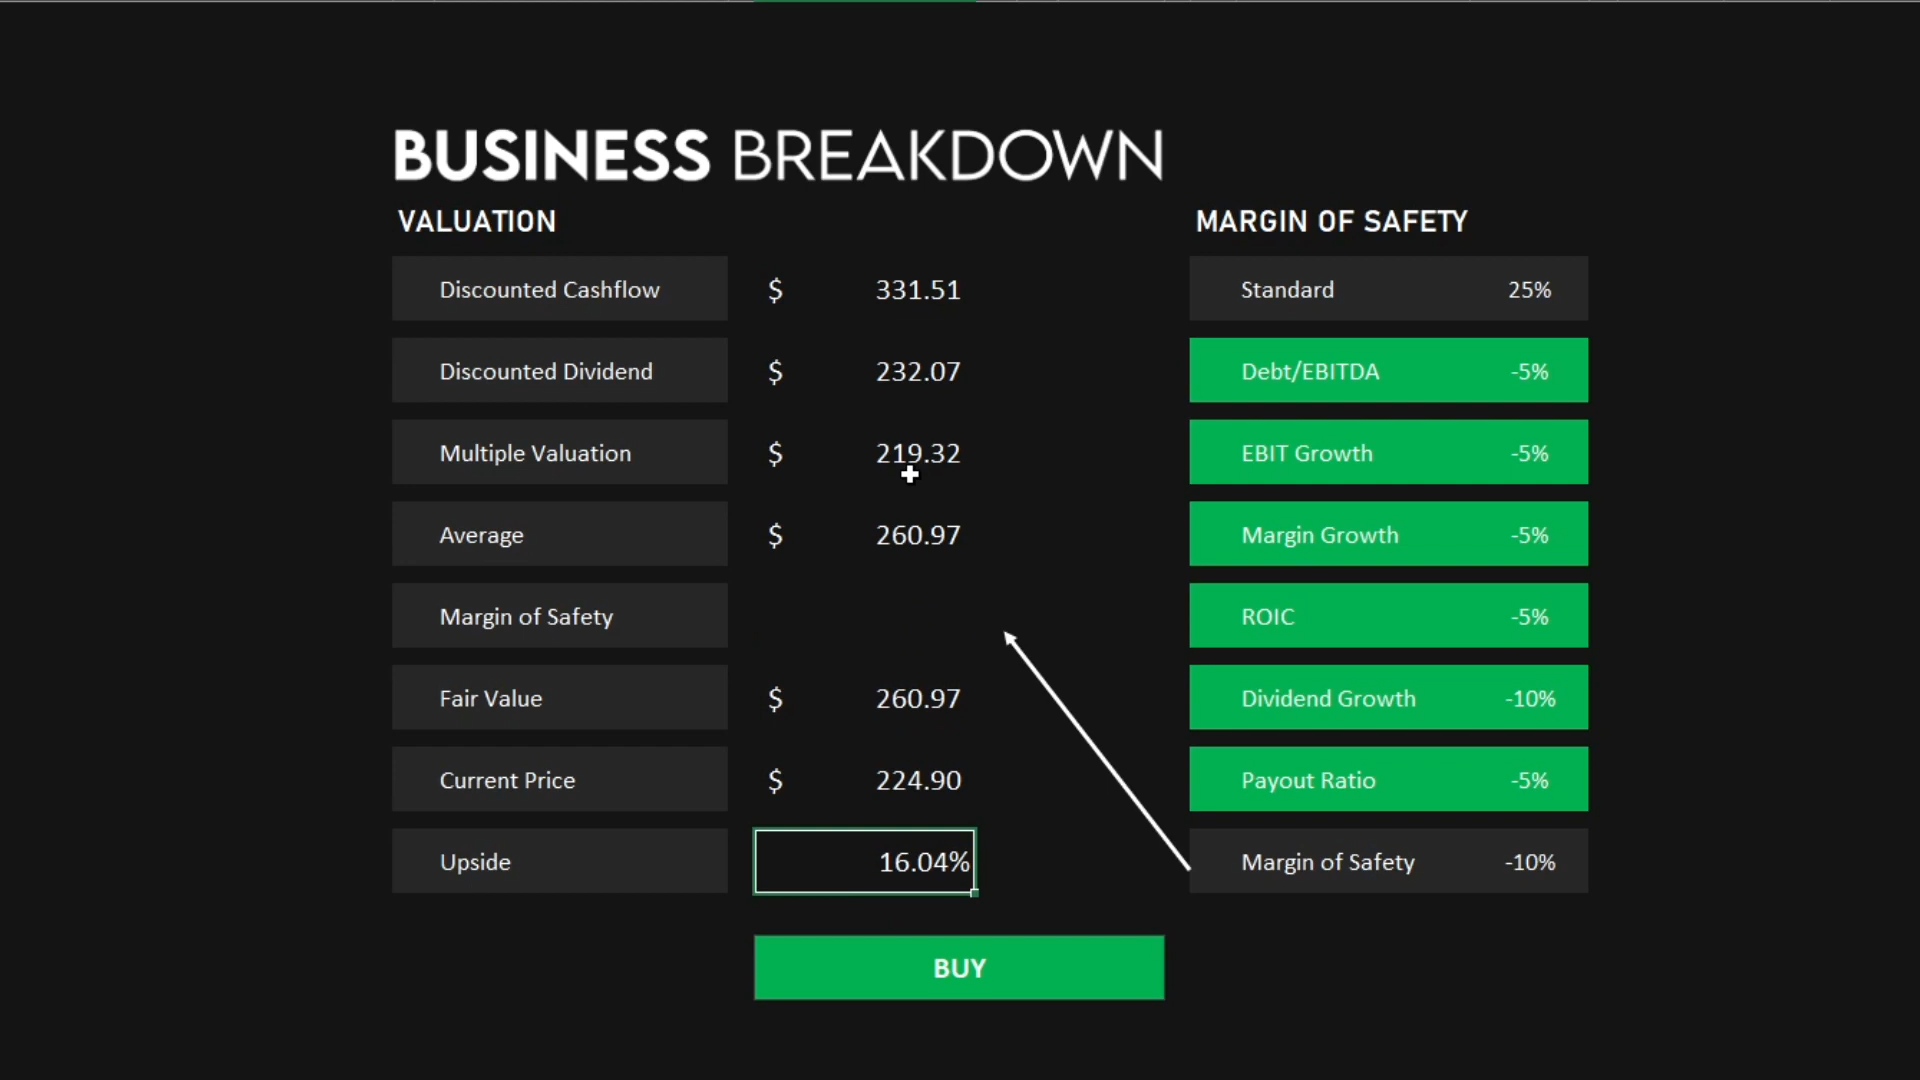 BUSINESS BREAKDOWN
VALUATION
Discounted Cashflow $ 331.51
Discounted Dividend $ 232.07
Multiple Valuation $ 219.32
Average $ 260.97
Margin of Safety
Fair Value $ 260.97
Current Price $ 224.90
Upside 16.04%
BUY
MARGIN OF SAFETY
Standard 25%
Debt/EBITDA -5%
EBIT Growth -5%
Margin Growth -5%
ROIC -5%
Dividend Growth -10%
Payout Ratio -5%
Margin of Safety -10%